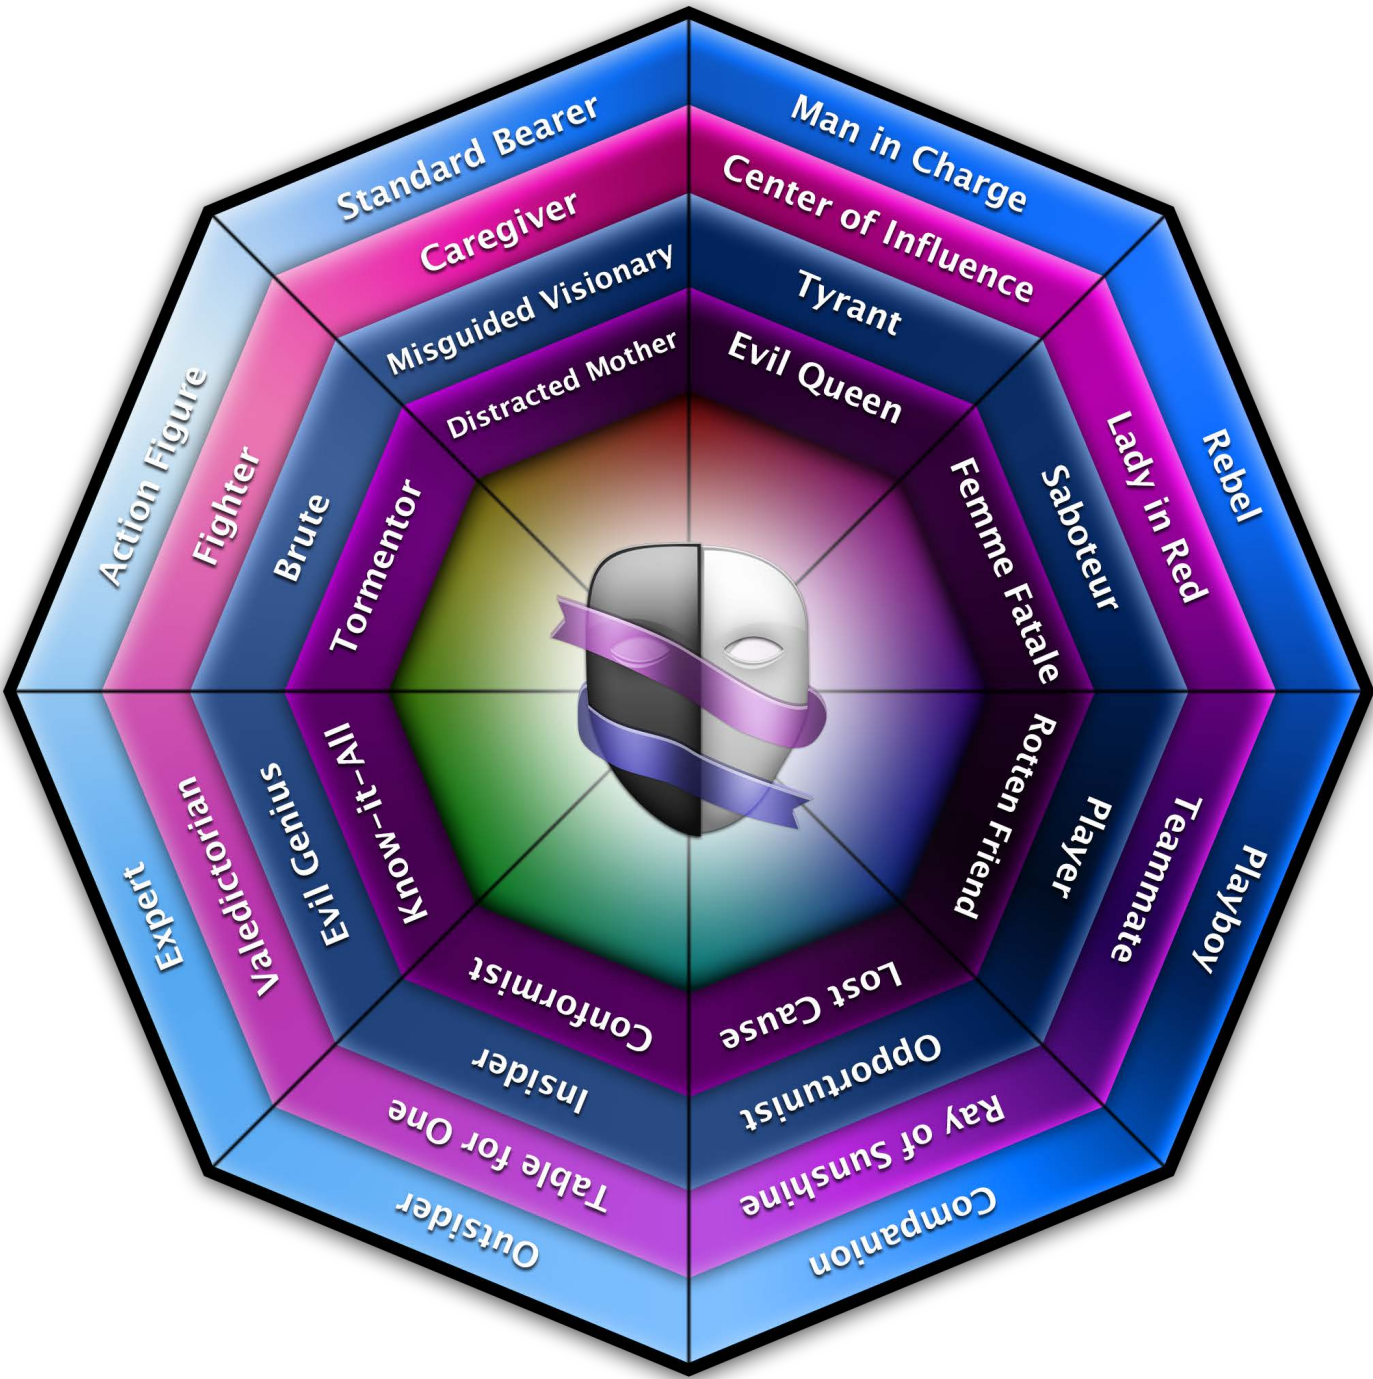 Man in Charge
Center of Influence
Tyrant
Evil Queen
Rebel
Lady in Red
Saboteur
Femme Fatale
Playboy
Teammate
Player
Rotten Friend
Companion
Ray of Sunshine
Opportunist
Lost Cause
Outsider
Table for One
Insider
Conformist
Expert
Valedictorian
Evil Genius
Know-it-All
Action Figure
Fighter
Brute
Tormentor
Standard Bearer
Caregiver
Misguided Visionary
Distracted Mother